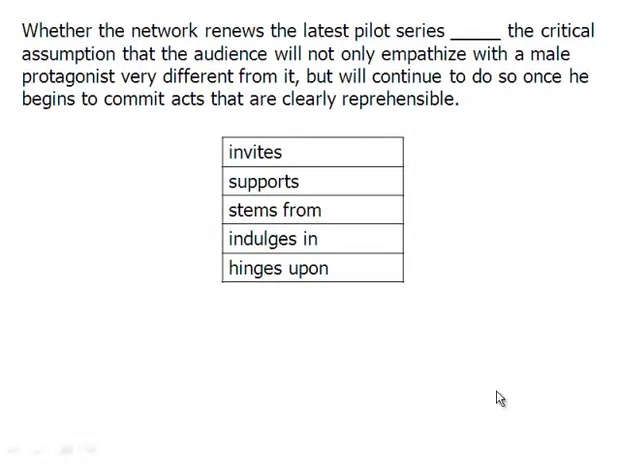 Whether the network renews the latest pilot series _____ the critical
assumption that the audience will not only empathize with a male
protagonist very different from it, but will continue to do so once he
begins to commit acts that are clearly reprehensible.
invites
supports
stems from
indulges in
hinges upon